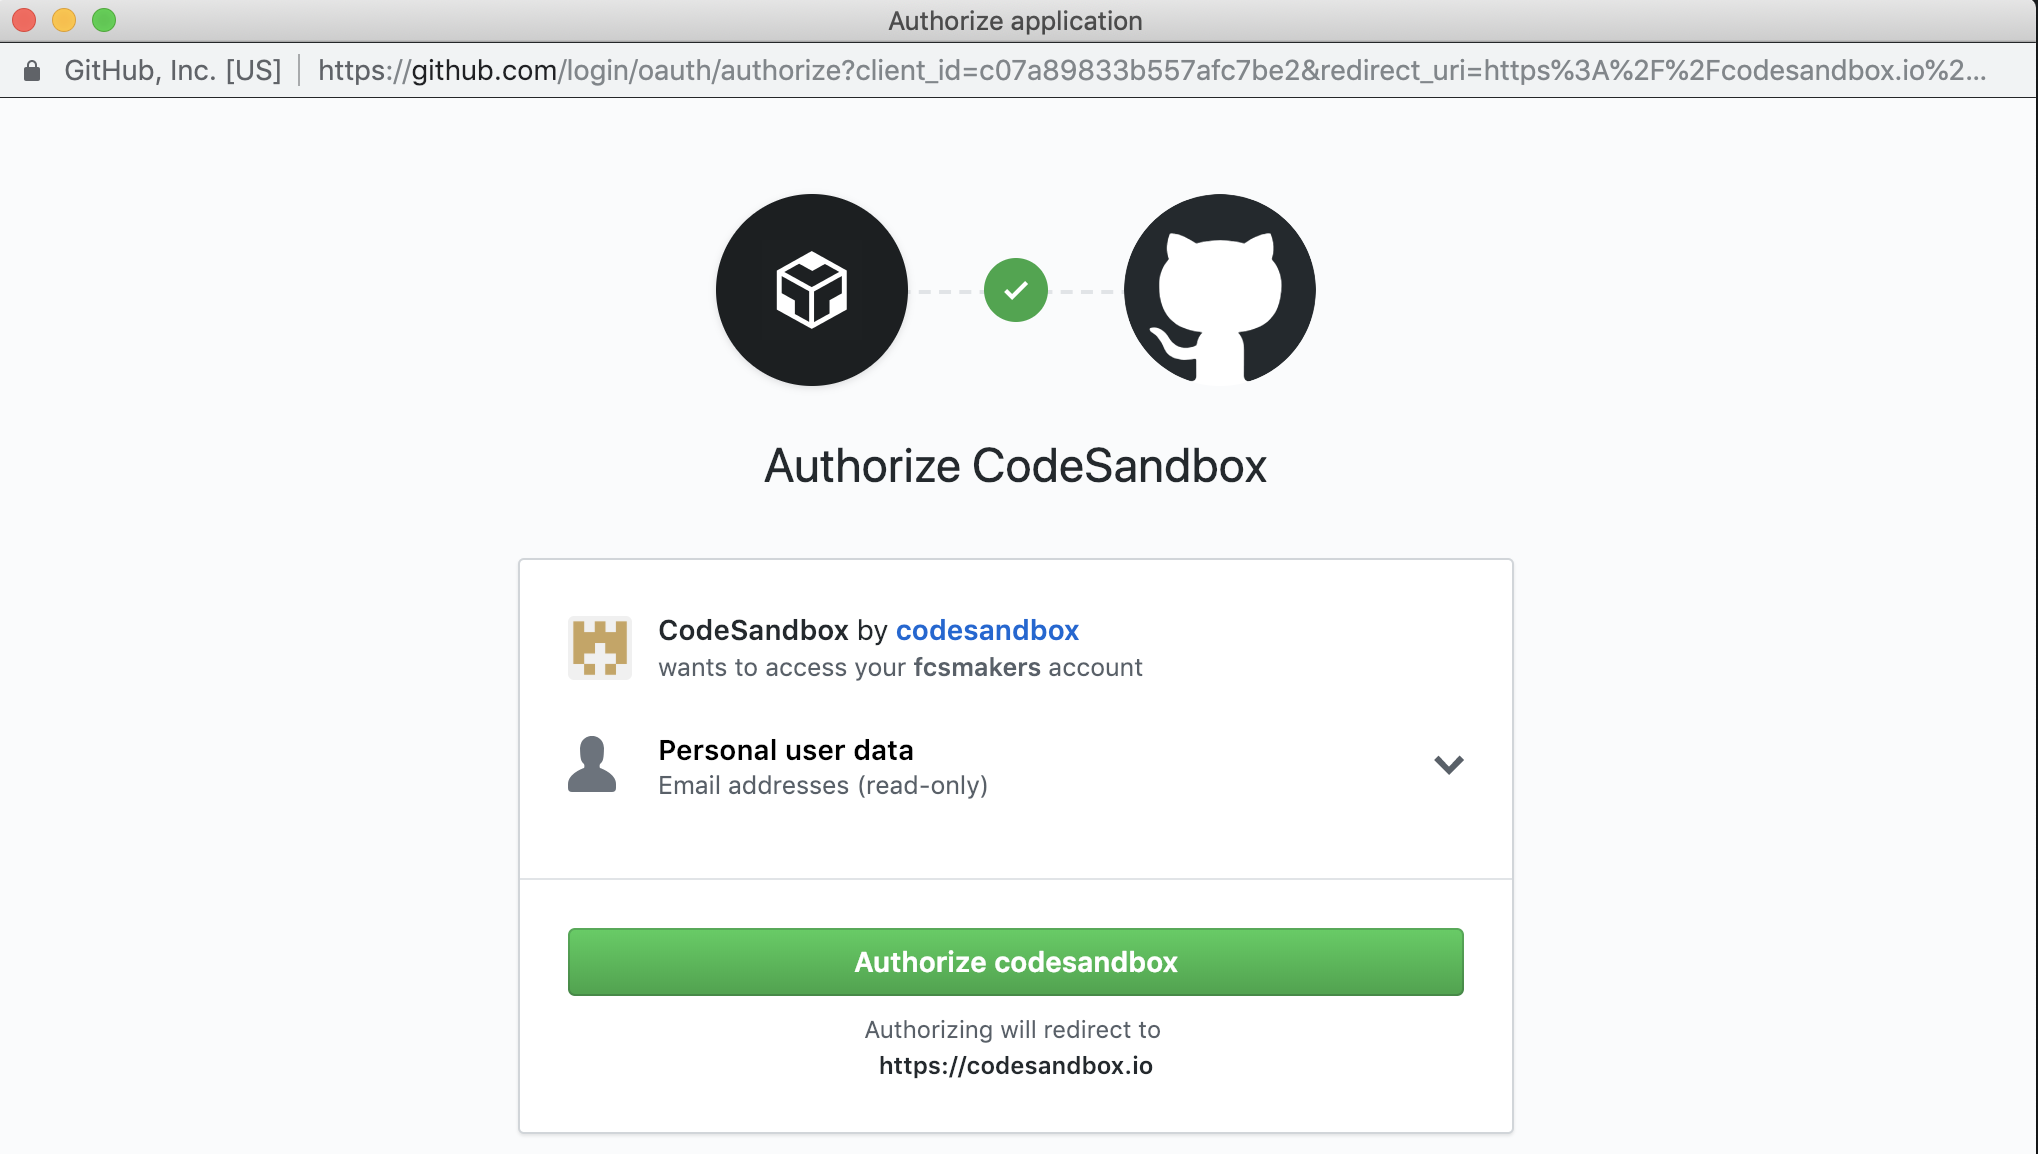 Authorize application
GitHub, Inc. [US] https://github.com/login/oauth/authorize?client_id=c07a89833b557afc7be2&redirect_uri=https%3A%2F%2Fcodesandbox.io%2...
Authorize CodeSandbox
CodeSandbox by codesandbox
wants to access your fcsmakers account
Personal user data
Email addresses (read-only)
Authorize codesandbox
Authorizing will redirect to
https://codesandbox.io